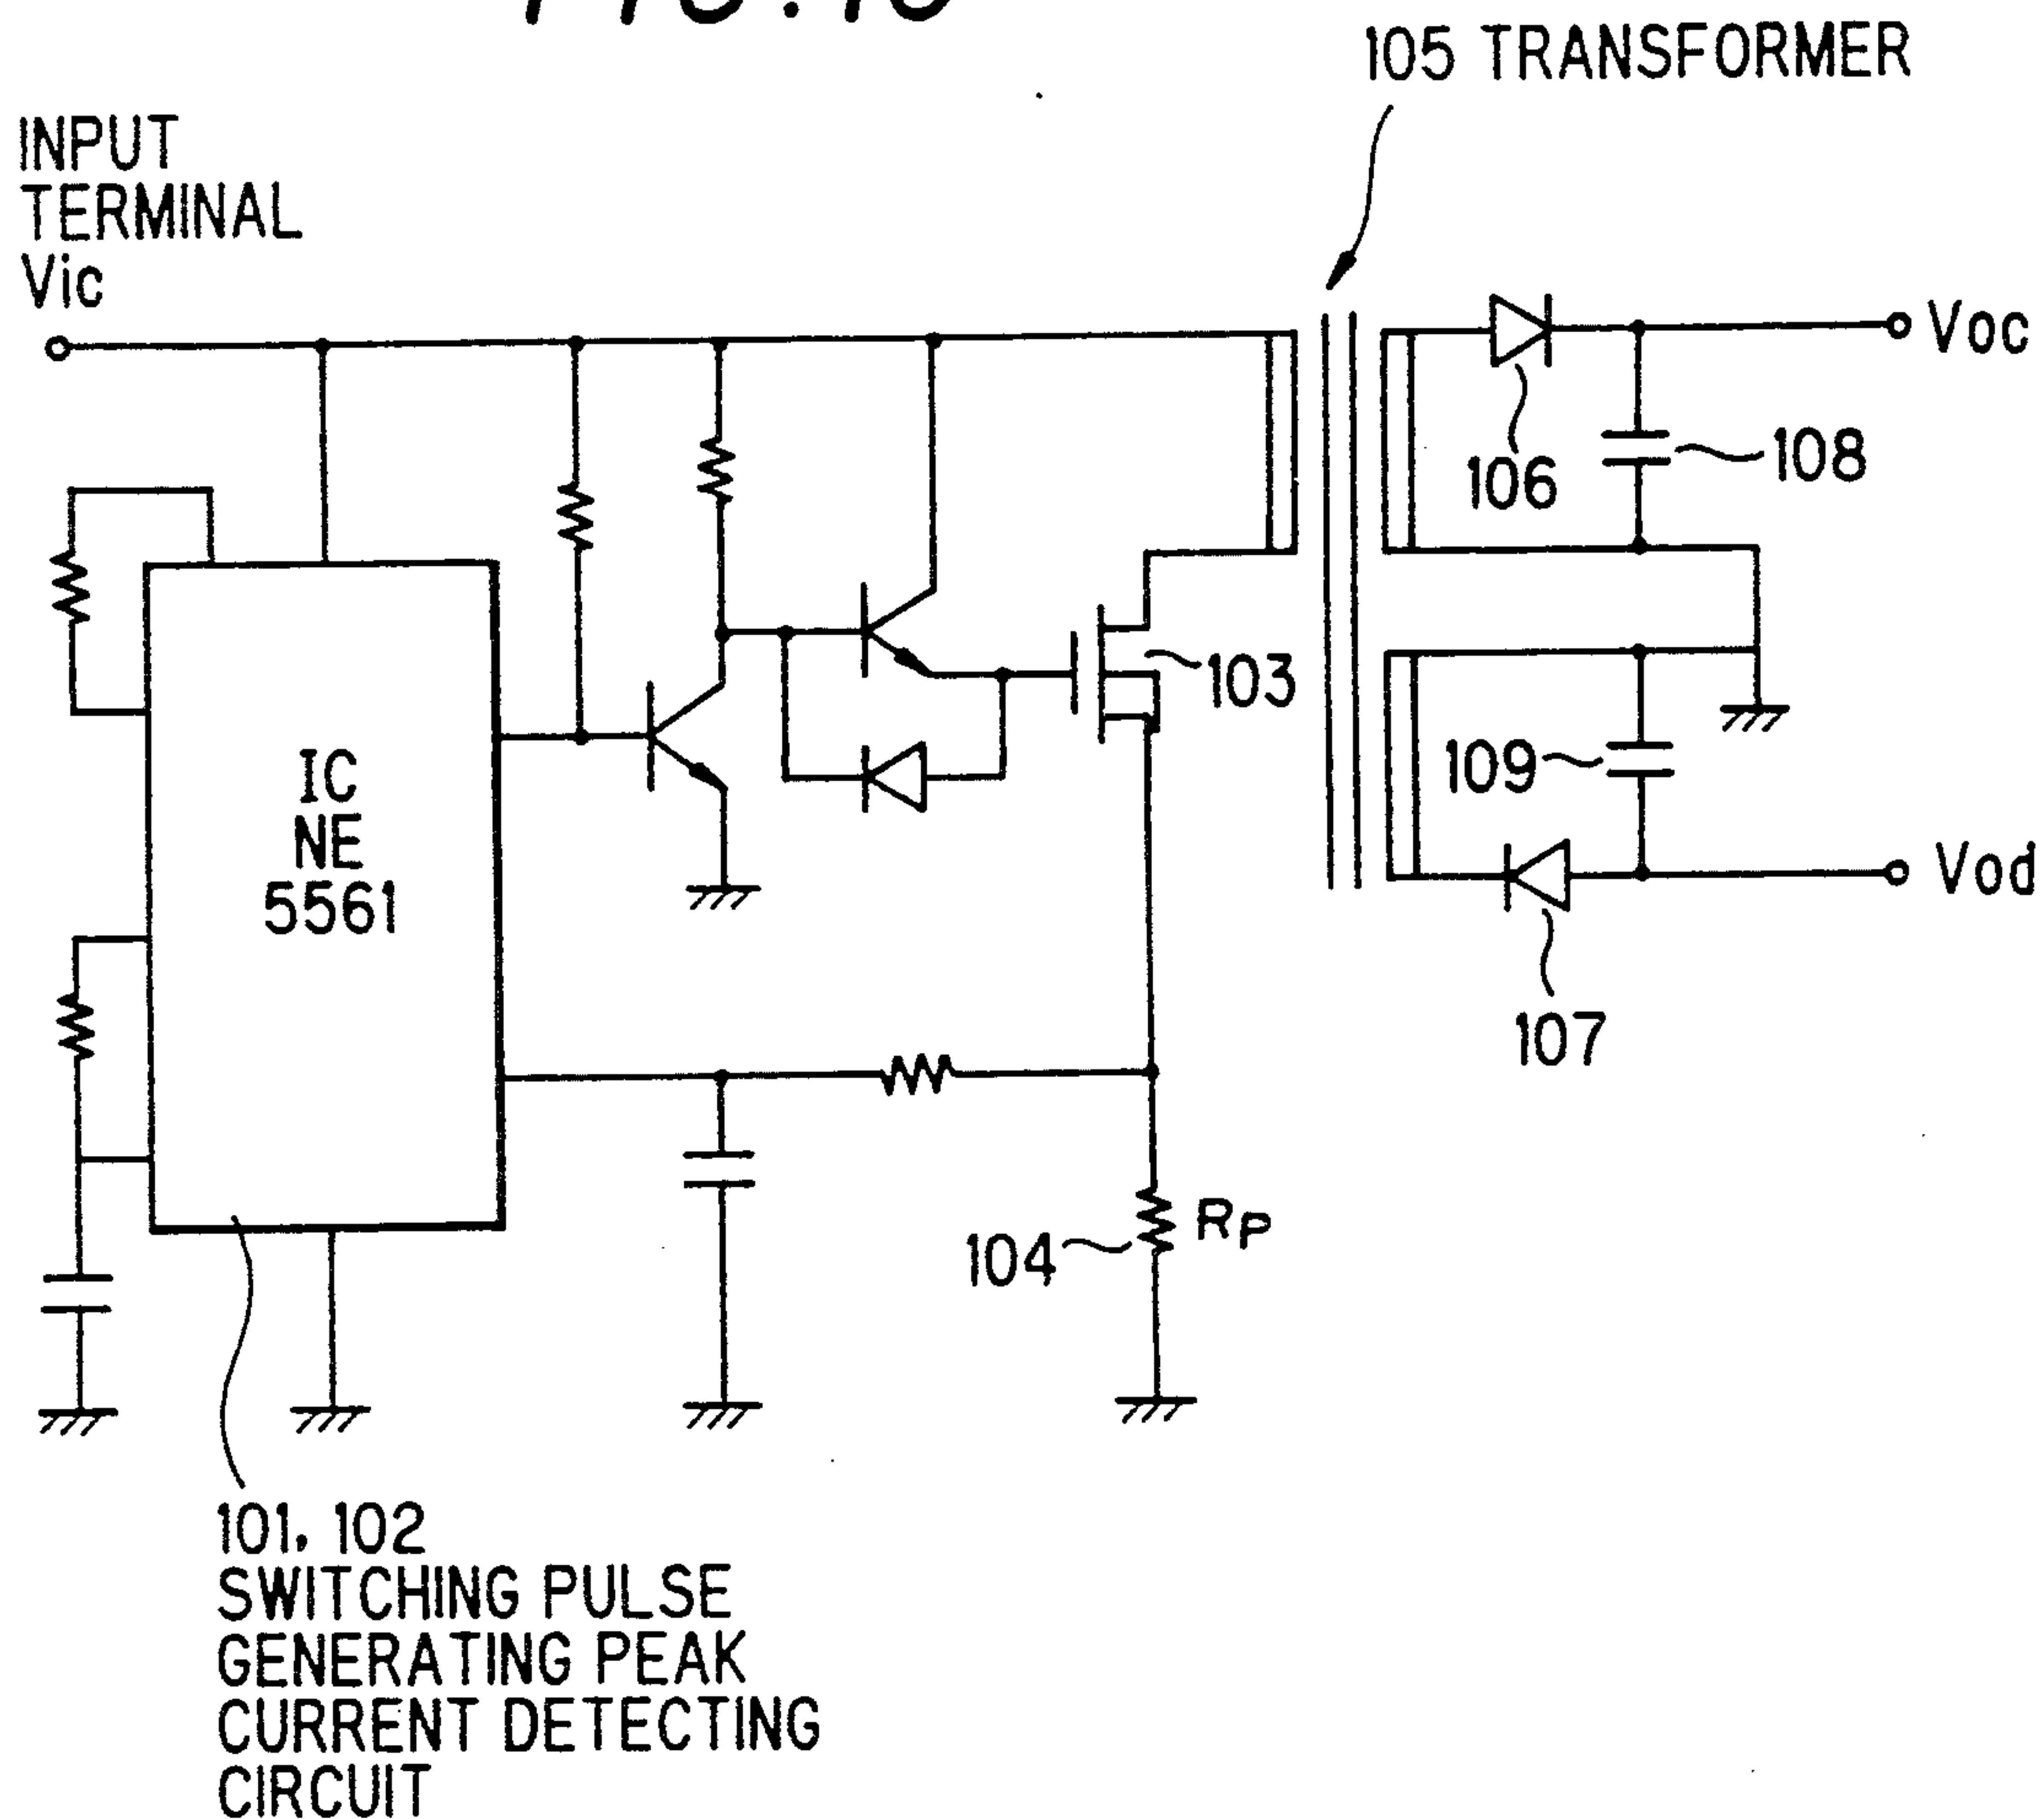 105 TRANSFORMER
INPUT
TERMINAL
Vic
Voc
106
108
103
109
IC
NE
5561
Vod
107
RP
104
101, 102
SWITCHING PULSE
GENERATING PEAK
CURRENT DETECTING
CIRCUIT